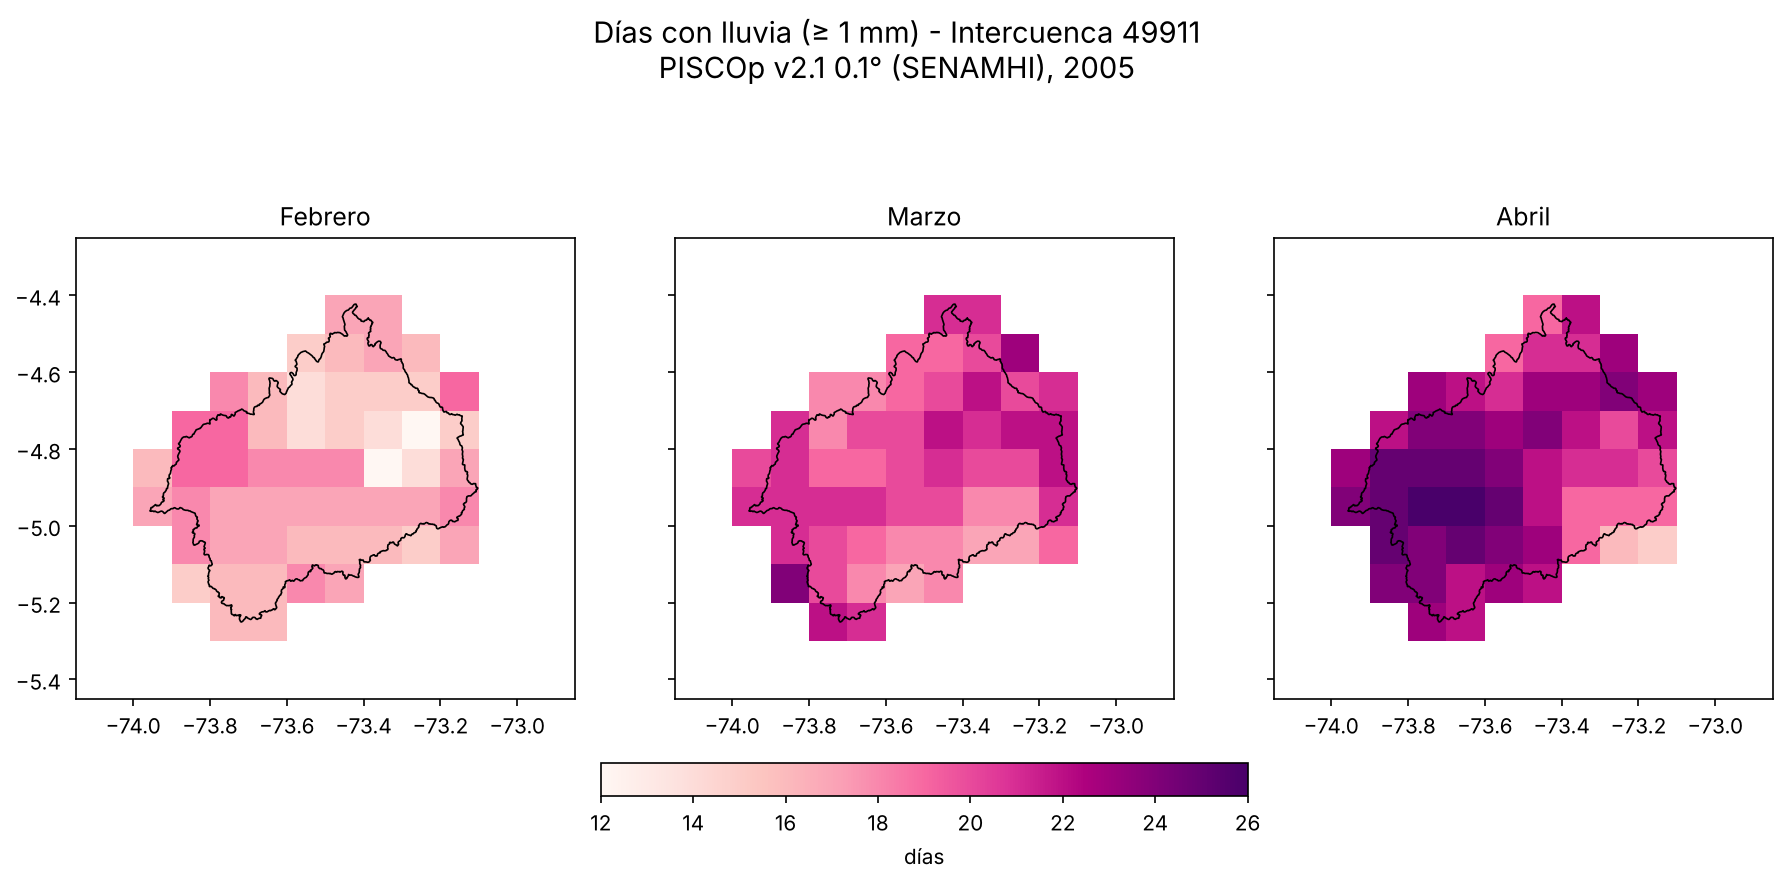 Días con lluvia (≥ 1 mm) - Intercuenca 49911
PISCOp v2.1 0.1° (SENAMHI), 2005
Febrero
Marzo
Abril
−4.4
−4.6
−4.8
−5.0
−5.2
−5.4
−74.0 −73.8 −73.6 −73.4 −73.2 −73.0
−74.0 −73.8 −73.6 −73.4 −73.2 −73.0
−74.0 −73.8 −73.6 −73.4 −73.2 −73.0
12 14 16 18 20 22 24 26
días